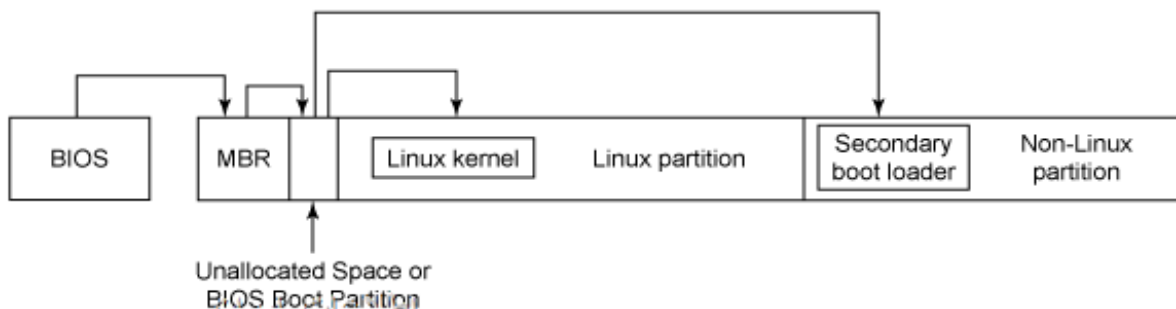 BIOS
MBR
Linux kernel
Linux partition
Secondary
boot loader
Non-Linux
partition
Unallocated Space or
BIOS Boot Partition